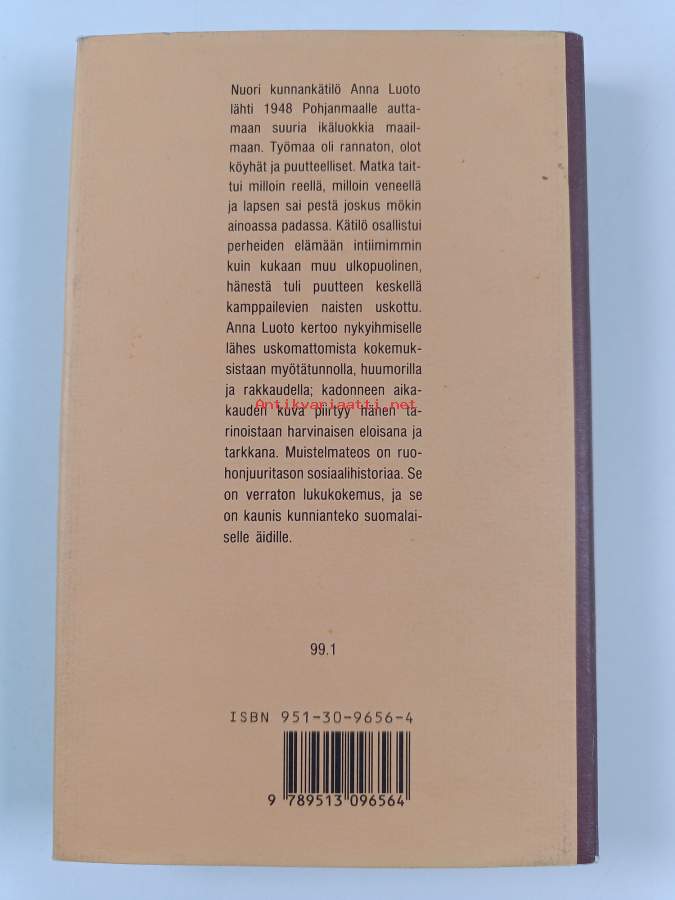 Nuori kunnankätilö Anna Luoto
lähti 1948 Pohjanmaalle autta-
maan suuria ikäluokkia maail-
maan. Työmaa oli rannaton, olot
köyhät ja puutteelliset. Matka tait-
tui milloin reellä, milloin veneellä
ja lapsen sai pestä joskus mökin
ainoassa padassa. Kätilö osallistui
perheiden elämään intiimimmin
kuin kukaan muu ulkopuolinen,
hänestä tuli puutteen keskellä
kamppailevien naisten uskottu.
Anna Luoto kertoo nykyihmiselle
lähes uskomattomista kokemuk-
sistaan myötätunnolla, huumorilla
ja rakkaudella; kadonneen aika-
Antikvariaatti.net
kauden kuva piirtyy hänen ta-
rinoistaan harvinaisen eloisana ja
tarkkana. Muistelmateos on ruo-
honjuuritason sosiaalihistoriaa. Se
on verraton lukukokemus, ja se
on kaunis kunnianteko suomalai-
selle äidille.
99.1
ISBN 951-30-9656-4
9 789513 096564